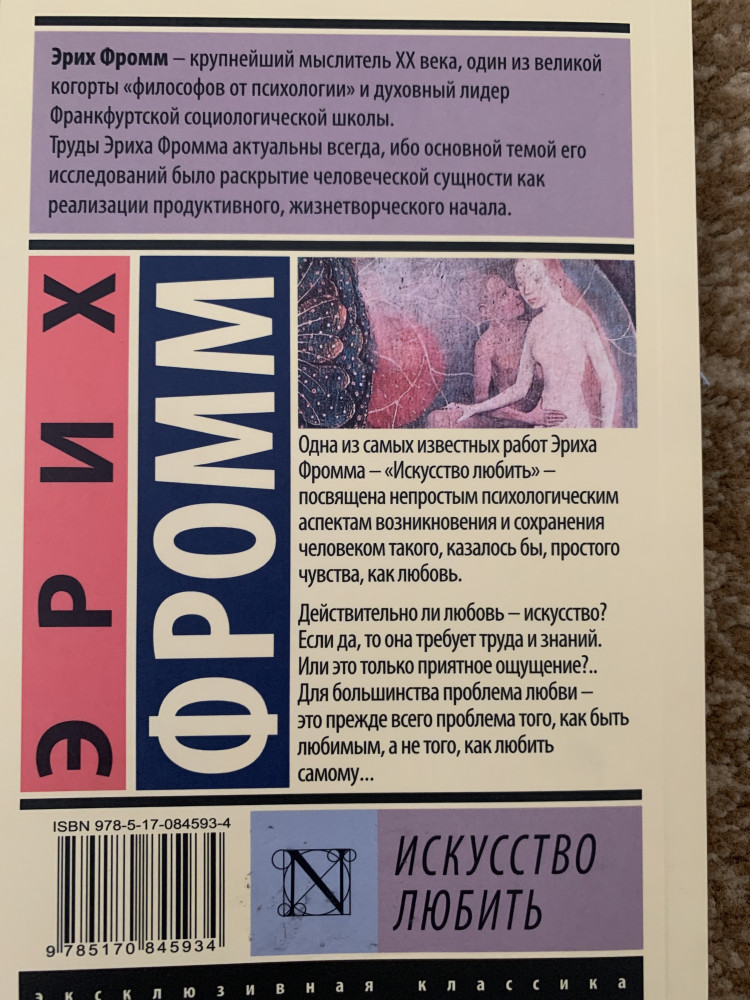 Эрих Фромм – крупнейший мыслитель XX века, один из великой
когорты «философов от психологии» и духовный лидер
Франкфуртской социологической школы.
Труды Эриха Фромма актуальны всегда, ибо основной темой его
исследований было раскрытие человеческой сущности как
реализации продуктивного, жизнетворческого начала.
ЭРИХ
ФРОММ
Одна из самых известных работ Эриха
Фромма – «Искусство любить» –
посвящена непростым психологическим
аспектам возникновения и сохранения
человеком такого, казалось бы, простого
чувства, как любовь.
Действительно ли любовь – искусство?
Если да, то она требует труда и знаний.
Или это только приятное ощущение?..
Для большинства проблема любви –
это прежде всего проблема того, как быть
любимым, а не того, как любить
самому...
ISBN 978-5-17-084593-4
9 785170 845934
N
ИСКУССТВО
ЛЮБИТЬ
эксклюзивная классика